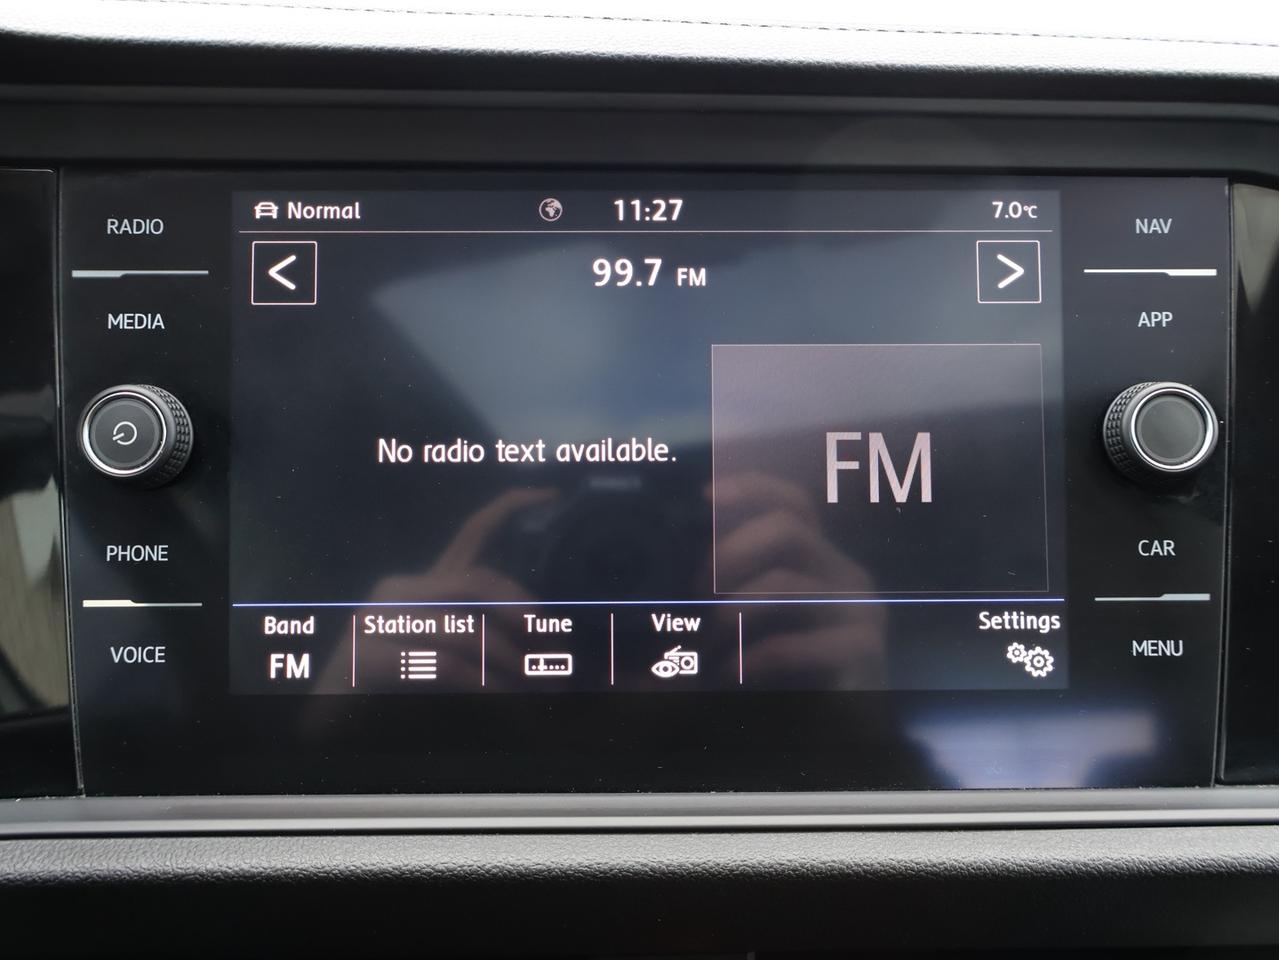 Normal 11:27 7.0°C
99.7 FM
No radio text available.
FM
Band Station list Tune View Settings
FM
RADIO
MEDIA
PHONE
VOICE
NAV
APP
CAR
MENU